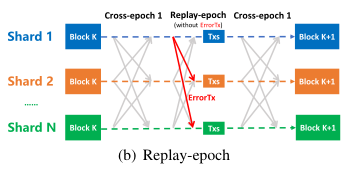 Cross-epoch 1 Replay-epoch Cross-epoch 1
(without ErrorTx)
Shard 1 Block K Txs Block K+1
Shard 2 Block K Txs Block K+1
ErrorTx
......
Shard N Block K Txs Block K+1
(b) Replay-epoch